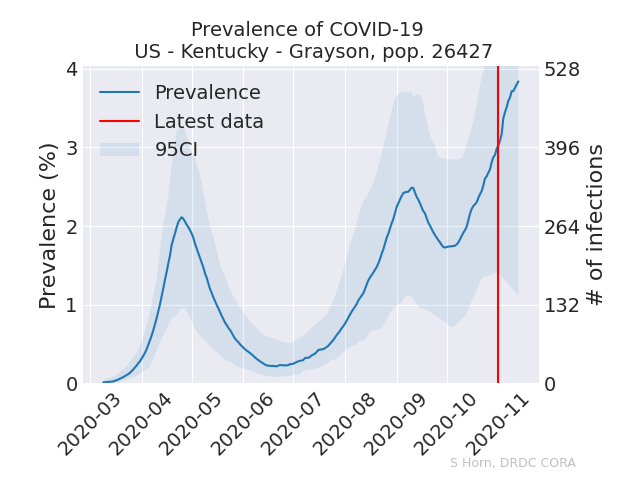 Prevalence of COVID-19
US - Kentucky - Grayson, pop. 26427
Prevalence (%)
4
3
2
1
0
Prevalence
Latest data
95CI
528
396
264
132
0
# of infections
2020-03
2020-04
2020-05
2020-06
2020-07
2020-08
2020-09
2020-10
2020-11
S Horn, DRDC CORA